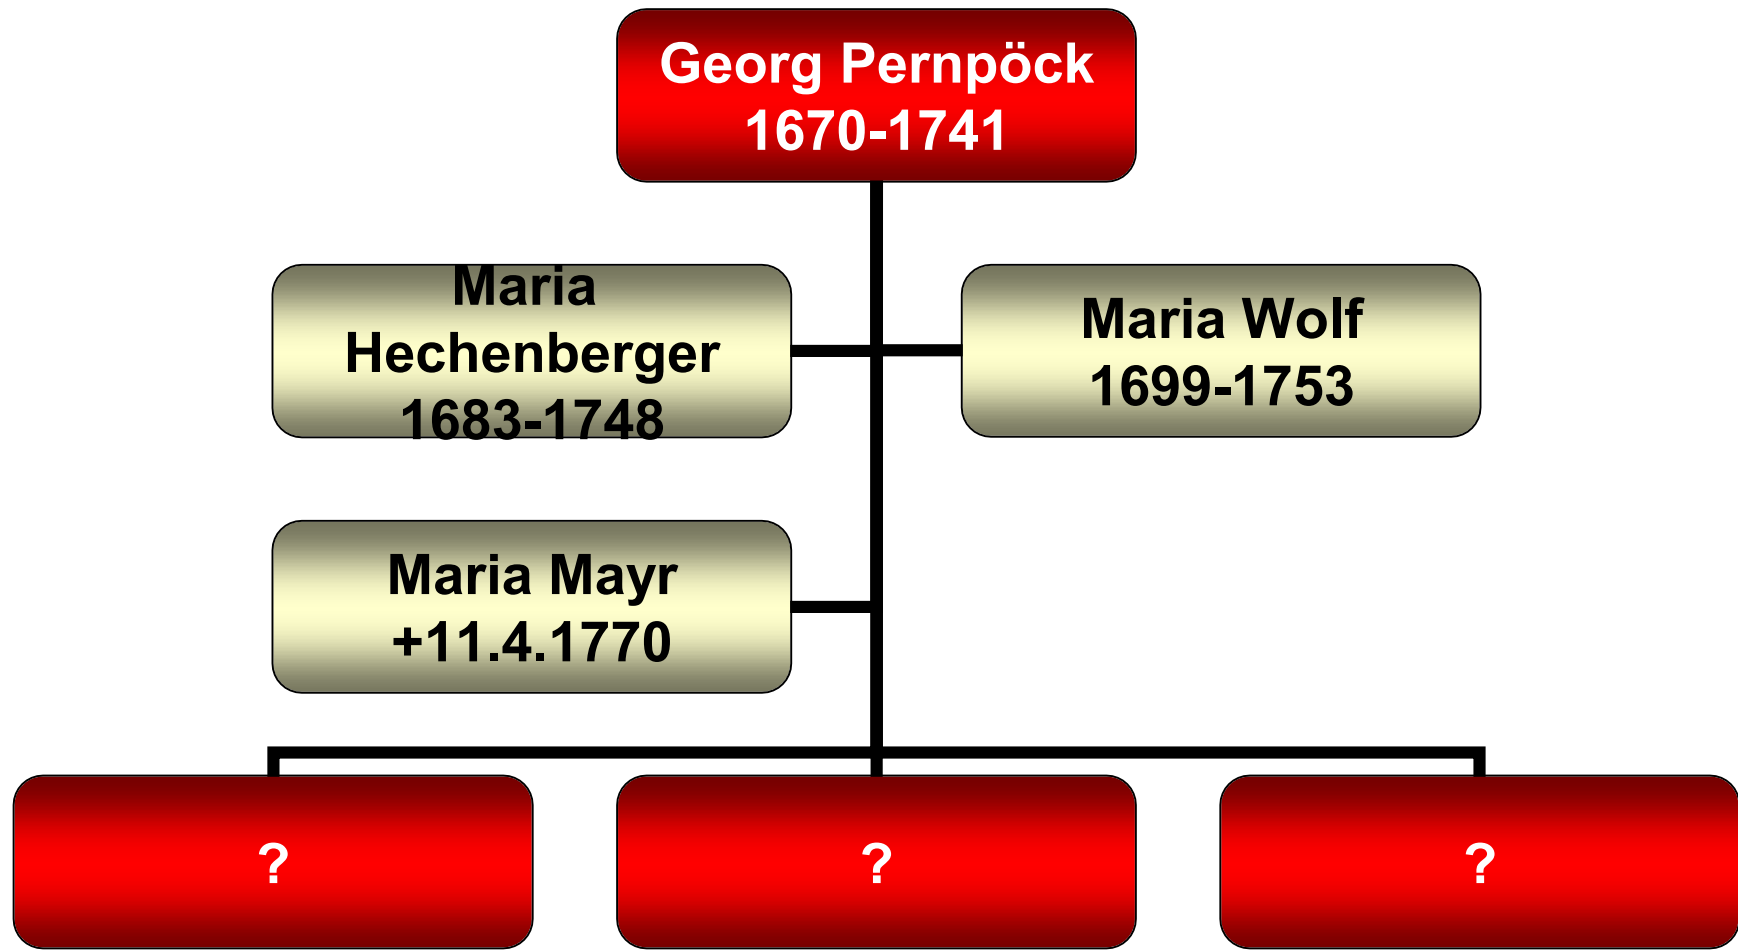 Georg Pernpöck
1670-1741
Maria
Hechenberger
1683-1748
Maria Wolf
1699-1753
Maria Mayr
+11.4.1770
?
?
?